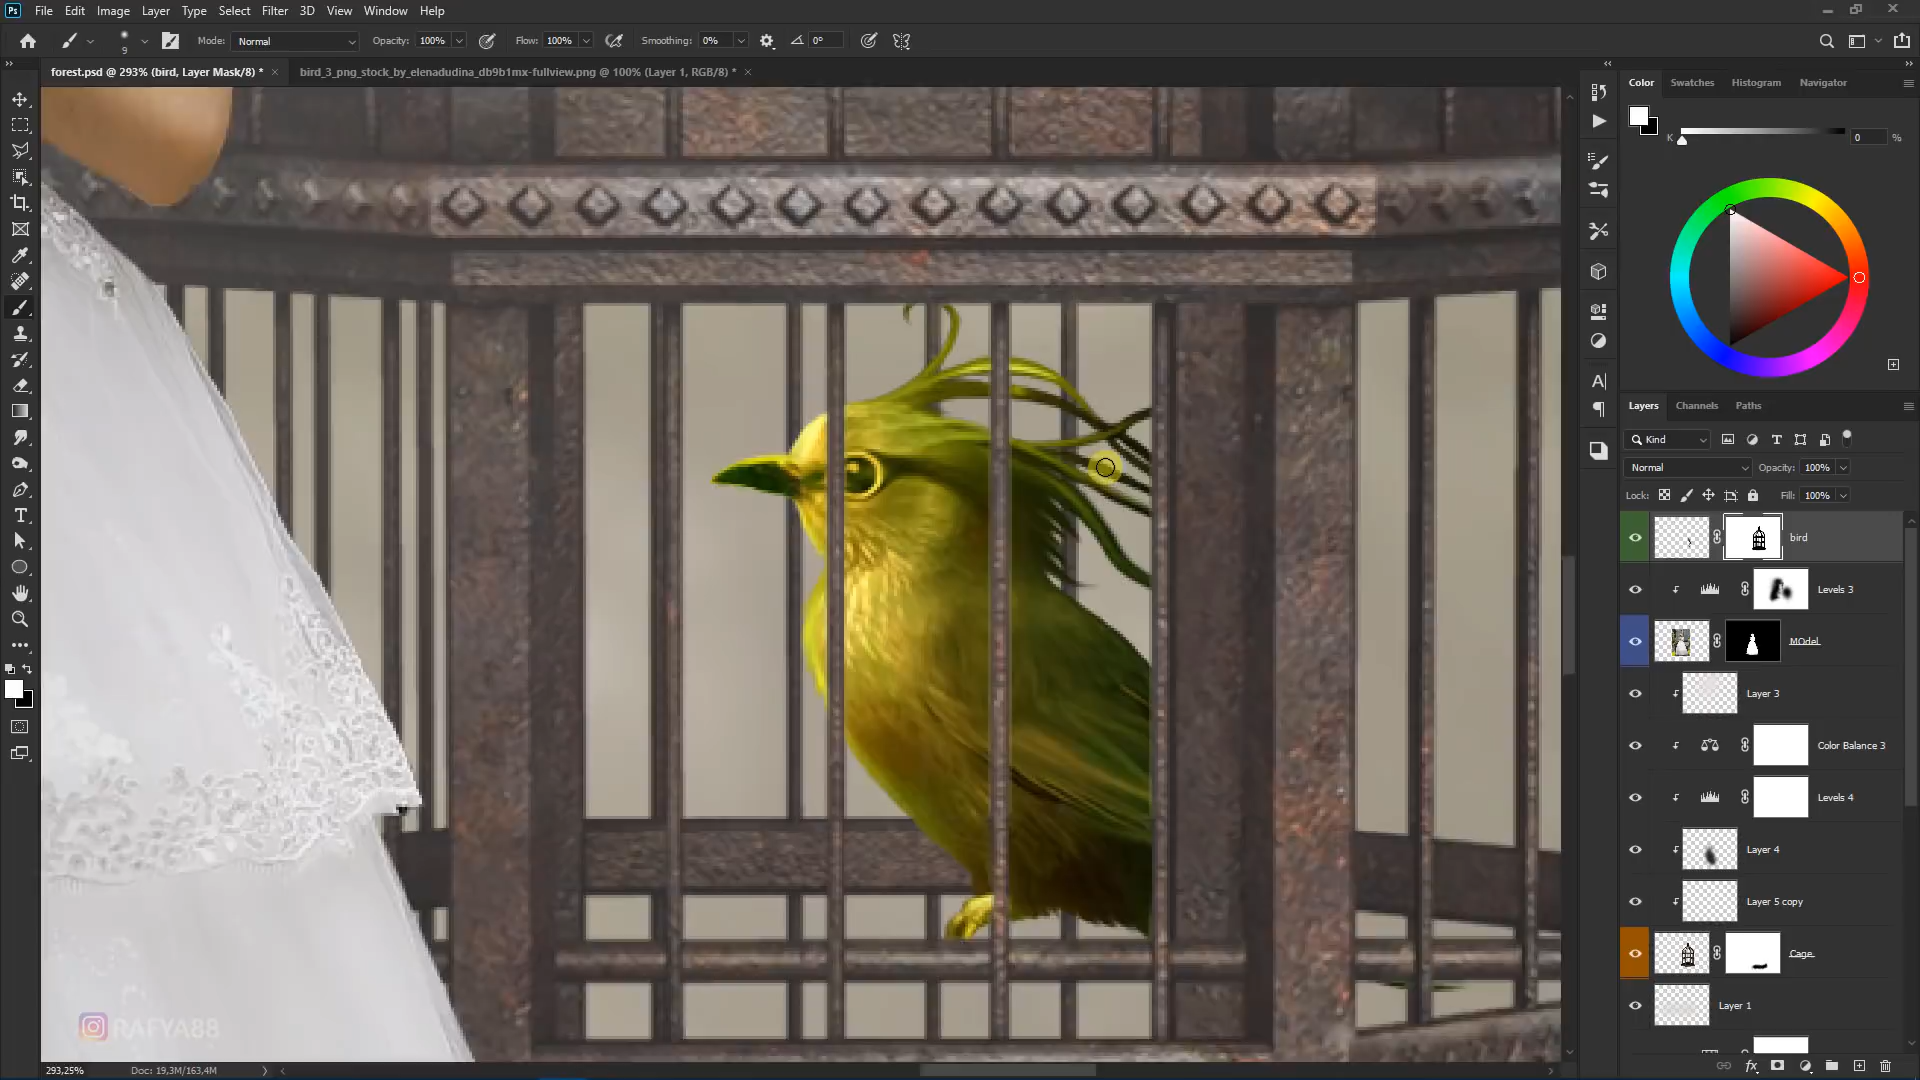 Ps File Edit Image Layer Type Select Filter 3D View Window Help
9 Mode: Normal Opacity: 100% Flow: 100% Smoothing: 0% 0°
forest.psd @ 293% (bird, Layer Mask/8) * × bird_3_png_stock_by_elenadudina_db9b1mx-fullview.png @ 100% (Layer 1, RGB/8) * ×
Color Swatches Histogram Navigator
K 0 %
Layers Channels Paths
Kind
Normal Opacity: 100%
Lock: Fill: 100%
bird
Levels 3
MOdel
Layer 3
Color Balance 3
Levels 4
Layer 4
Layer 5 copy
Cage
Layer 1
RAFYA88
293,25% Doc: 19,3M/163,4M